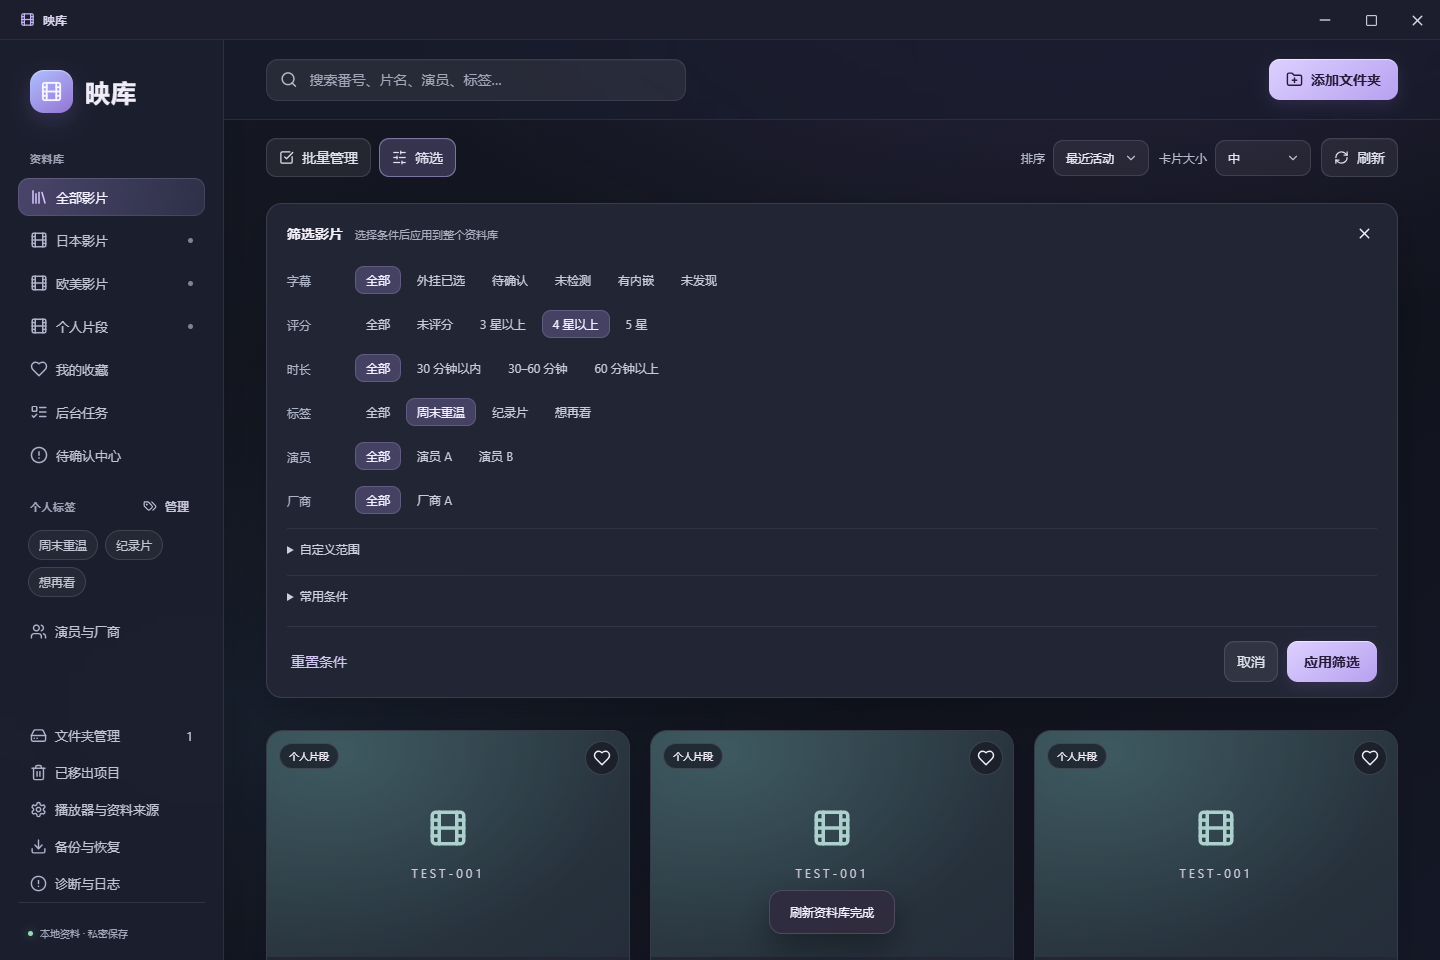 映库
映库
搜索番号、片名、演员、标签...
添加文件夹
资料库
全部影片
日本影片
欧美影片
个人片段
我的收藏
后台任务
待确认中心
个人标签 管理
周末重温 纪录片
想再看
演员与厂商
文件夹管理 1
已移出项目
播放器与资料来源
备份与恢复
诊断与日志
本地资料 · 私密保存
批量管理 筛选 排序 最近活动 卡片大小 中 刷新
筛选影片 选择条件后应用到整个资料库
字幕 全部 外挂已选 待确认 未检测 有内嵌 未发现
评分 全部 未评分 3 星以上 4 星以上 5 星
时长 全部 30 分钟以内 30–60 分钟 60 分钟以上
标签 全部 周末重温 纪录片 想再看
演员 全部 演员 A 演员 B
厂商 全部 厂商 A
自定义范围
常用条件
重置条件 取消 应用筛选
个人片段 个人片段 个人片段
TEST-001 TEST-001 TEST-001
刷新资料库完成